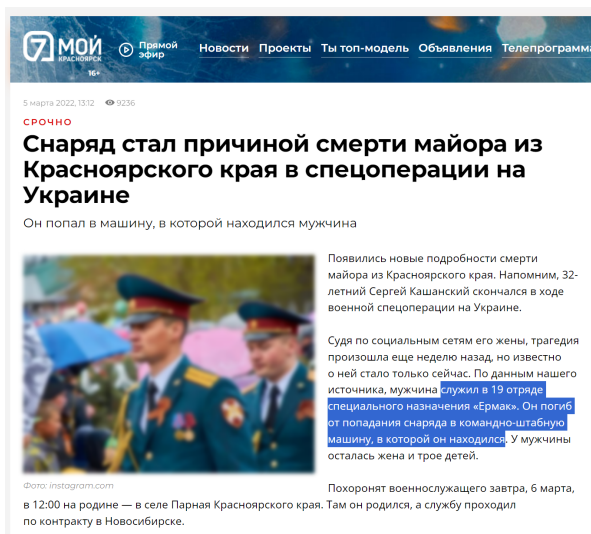 7 МОЙ
КРАСНОЯРСК
16+
Прямой
эфир
Новости Проекты Ты топ-модель Объявления Телепрограмма
5 марта 2022, 13:12 9236
СРОЧНО
Снаряд стал причиной смерти майора из
Красноярского края в спецоперации на
Украине
Он попал в машину, в которой находился мужчина
Появились новые подробности смерти
майора из Красноярского края. Напомним, 32-
летний Сергей Кашанский скончался в ходе
военной спецоперации на Украине.
Судя по социальным сетям его жены, трагедия
произошла еще неделю назад, но известно
о ней стало только сейчас. По данным нашего
источника, мужчина служил в 19 отряде
специального назначения «Ермак». Он погиб
от попадания снаряда в командно-штабную
машину, в которой он находился. У мужчины
осталась жена и трое детей.
Фото: instagram.com
Похоронят военнослужащего завтра, 6 марта,
в 12:00 на родине — в селе Парная Красноярского края. Там он родился, а службу проходил
по контракту в Новосибирске.